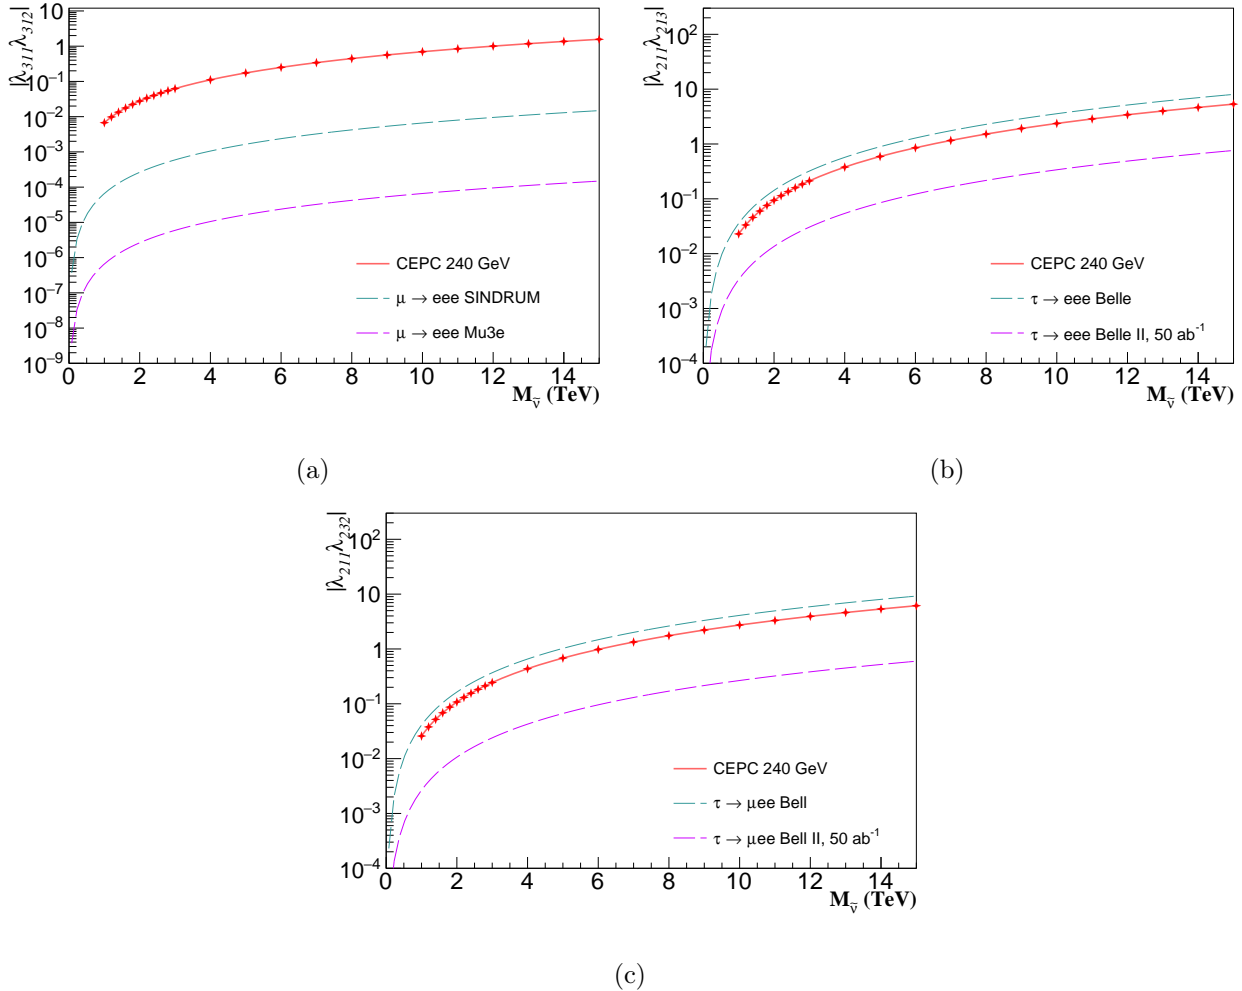 |λ₃₁₁λ₃₁₂|
10
1
10⁻¹
10⁻²
10⁻³
10⁻⁴
10⁻⁵
10⁻⁶
10⁻⁷
10⁻⁸
10⁻⁹
CEPC 240 GeV
μ → eee SINDRUM
μ → eee Mu3e
0 2 4 6 8 10 12 14
M_ν̃ (TeV)
(a)
|λ₂₁₁λ₂₁₃|
10²
10
1
10⁻¹
10⁻²
10⁻³
10⁻⁴
CEPC 240 GeV
τ → eee Belle
τ → eee Belle II, 50 ab⁻¹
0 2 4 6 8 10 12 14
M_ν̃ (TeV)
(b)
|λ₂₁₁λ₂₃₂|
10²
10
1
10⁻¹
10⁻²
10⁻³
10⁻⁴
CEPC 240 GeV
τ → μee Bell
τ → μee Bell II, 50 ab⁻¹
0 2 4 6 8 10 12 14
M_ν̃ (TeV)
(c)